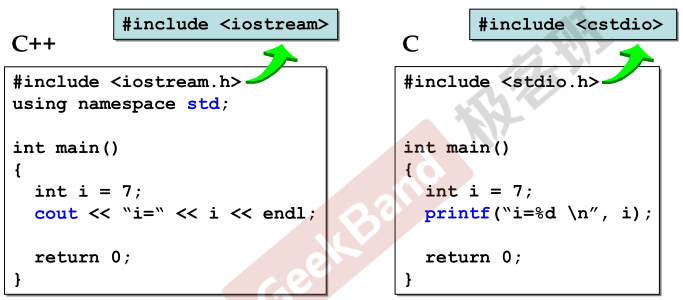 #include <iostream>
C++
#include <iostream.h>
using namespace std;
int main()
{
int i = 7;
cout << “i=“ << i << endl;
return 0;
}
#include <cstdio>
C
#include <stdio.h>
int main()
{
int i = 7;
printf(“i=%d \n”, i);
return 0;
}
GeekBand 极客班